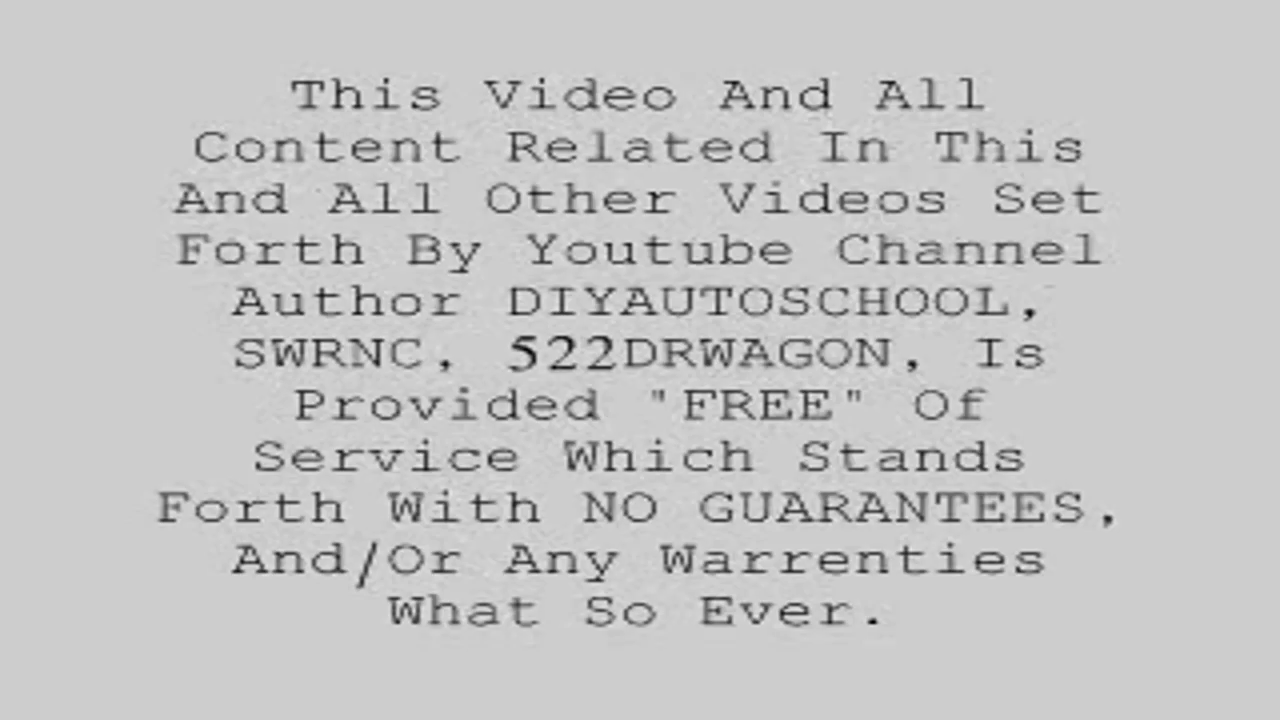 This Video And All
Content Related In This
And All Other Videos Set
Forth By Youtube Channel
Author DIYAUTOSCHOOL,
SWRNC, 522DRWAGON, Is
Provided "FREE" Of
Service Which Stands
Forth With NO GUARANTEES,
And/Or Any Warrenties
What So Ever.